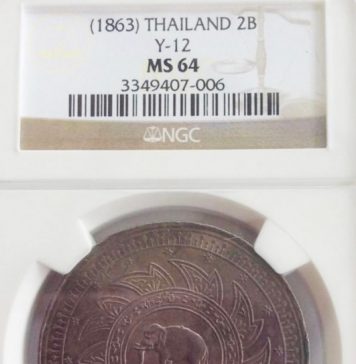 (1863) THAILAND 2B
Y-12
MS 64
3349407-006
NGC